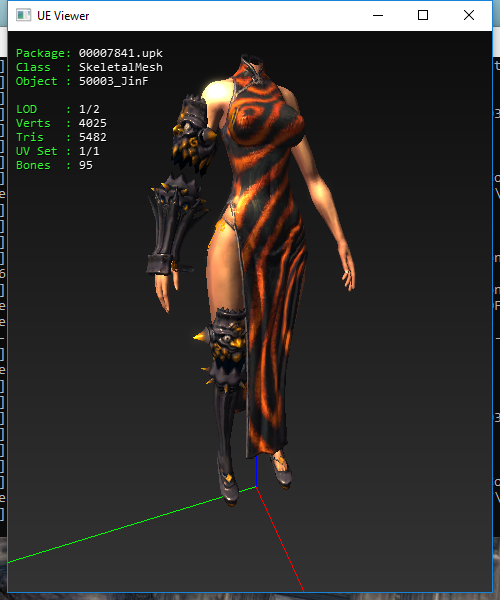 UE Viewer
Package: 00007841.upk
Class  : SkeletalMesh
Object : 50003_JinF
LOD    : 1/2
Verts  : 4025
Tris   : 5482
UV Set : 1/1
Bones  : 95